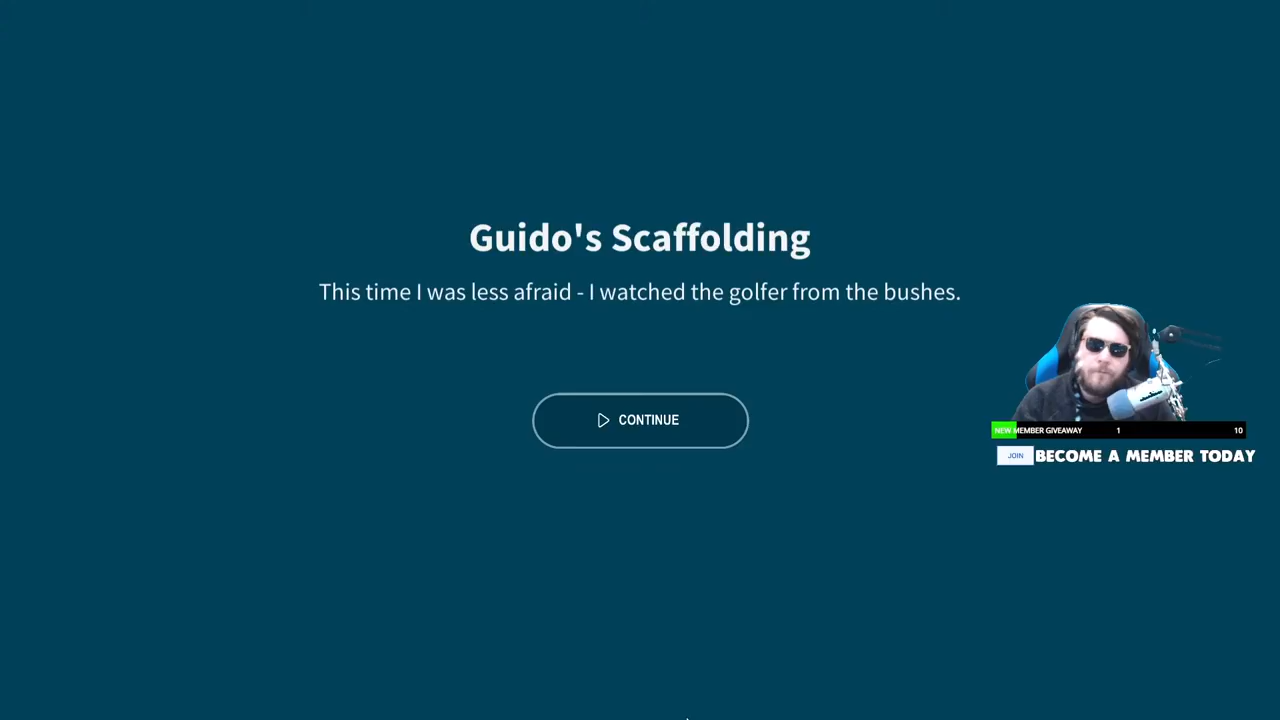 Guido's Scaffolding
This time I was less afraid - I watched the golfer from the bushes.
CONTINUE
NEW MEMBER GIVEAWAY 1 10
JOIN BECOME A MEMBER TODAY